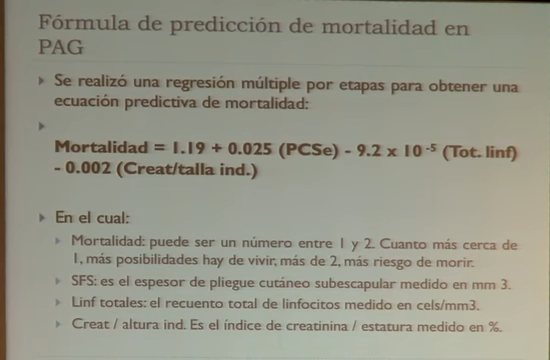 Fórmula de predicción de mortalidad en
PAG
Se realizó una regresión múltiple por etapas para obtener una
ecuación predictiva de mortalidad:
Mortalidad = 1.19 + 0.025 (PCSe) - 9.2 x 10 -5 (Tot. linf)
- 0.002 (Creat/talla ind.)
En el cual:
Mortalidad: puede ser un número entre 1 y 2. Cuanto más cerca de
1, más posibilidades hay de vivir, más de 2, más riesgo de morir.
SFS: es el espesor de pliegue cutáneo subescapular medido en mm 3.
Linf totales: el recuento total de linfocitos medido en cels/mm3.
Creat / altura ind. Es el índice de creatinina / estatura medido en %.